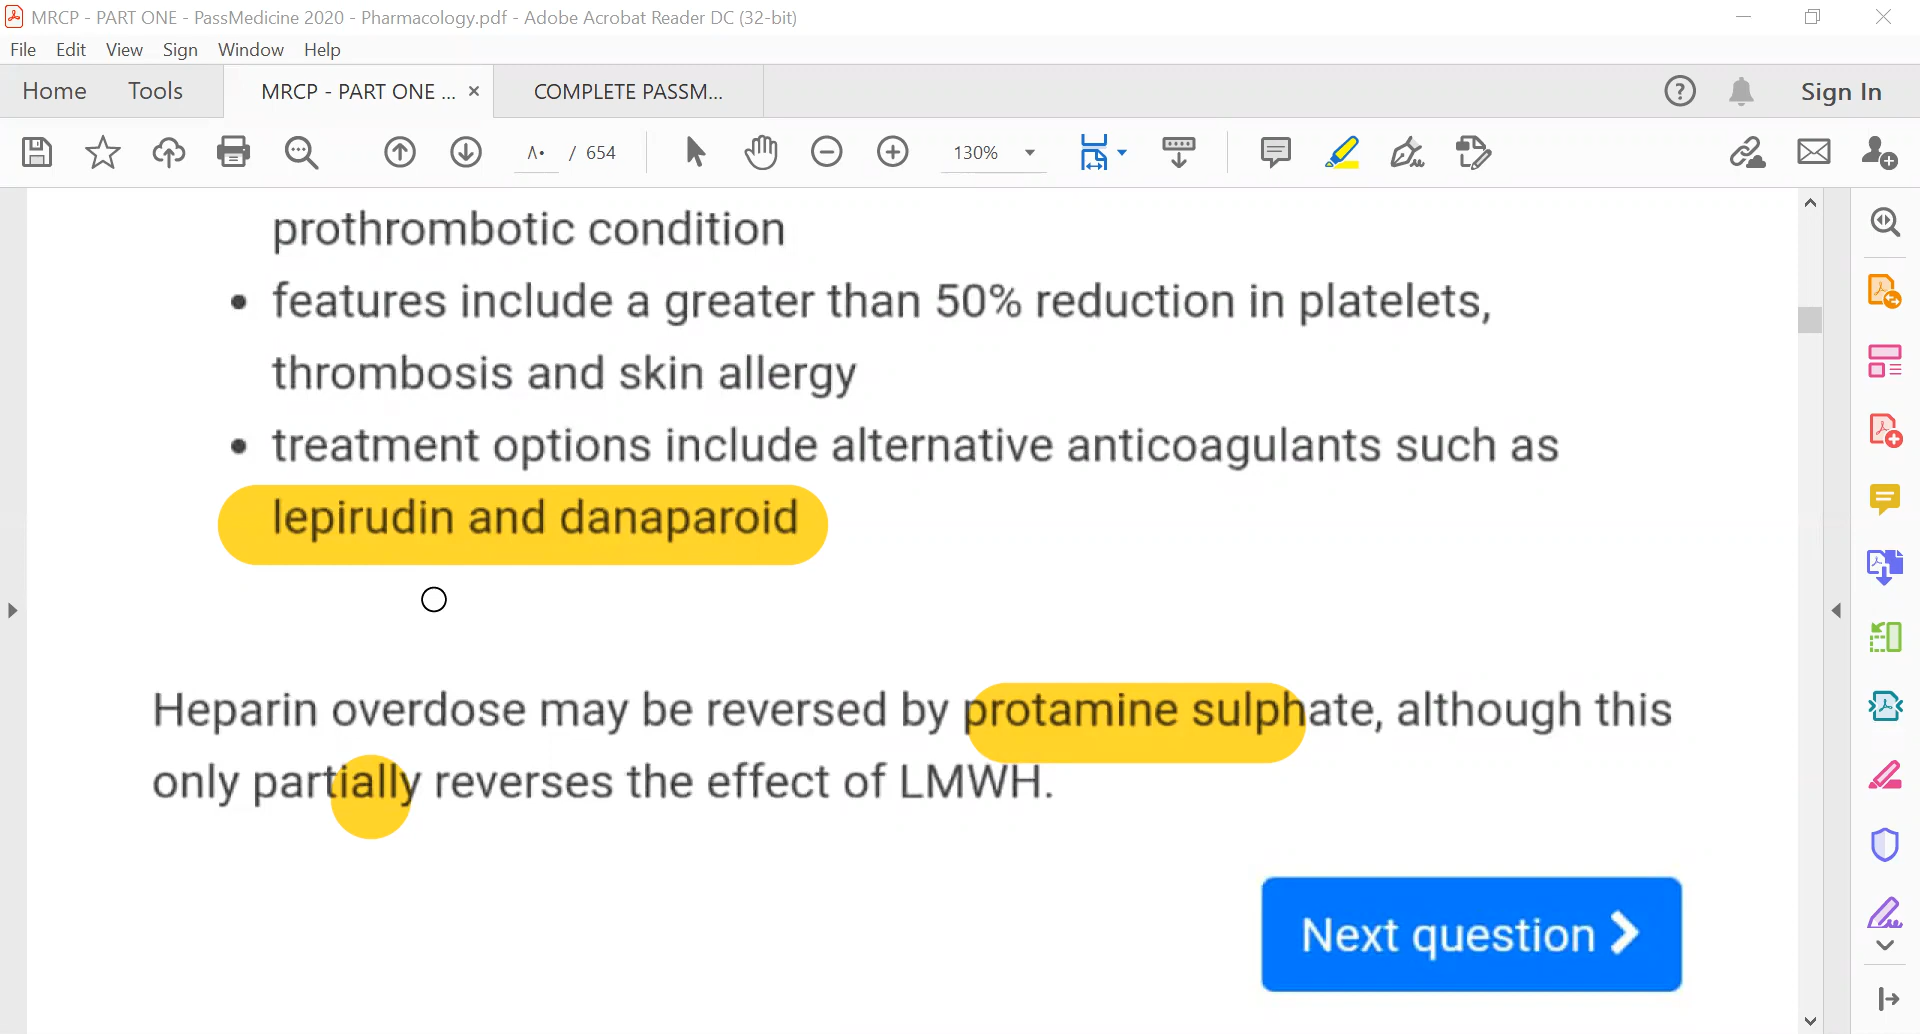 MRCP - PART ONE - PassMedicine 2020 - Pharmacology.pdf - Adobe Acrobat Reader DC (32-bit)
File Edit View Sign Window Help
Home Tools MRCP - PART ONE ... × COMPLETE PASSM... Sign In
٨٠ / 654 130%
prothrombotic condition
• features include a greater than 50% reduction in platelets,
thrombosis and skin allergy
• treatment options include alternative anticoagulants such as
lepirudin and danaparoid
Heparin overdose may be reversed by protamine sulphate, although this
only partially reverses the effect of LMWH.
Next question